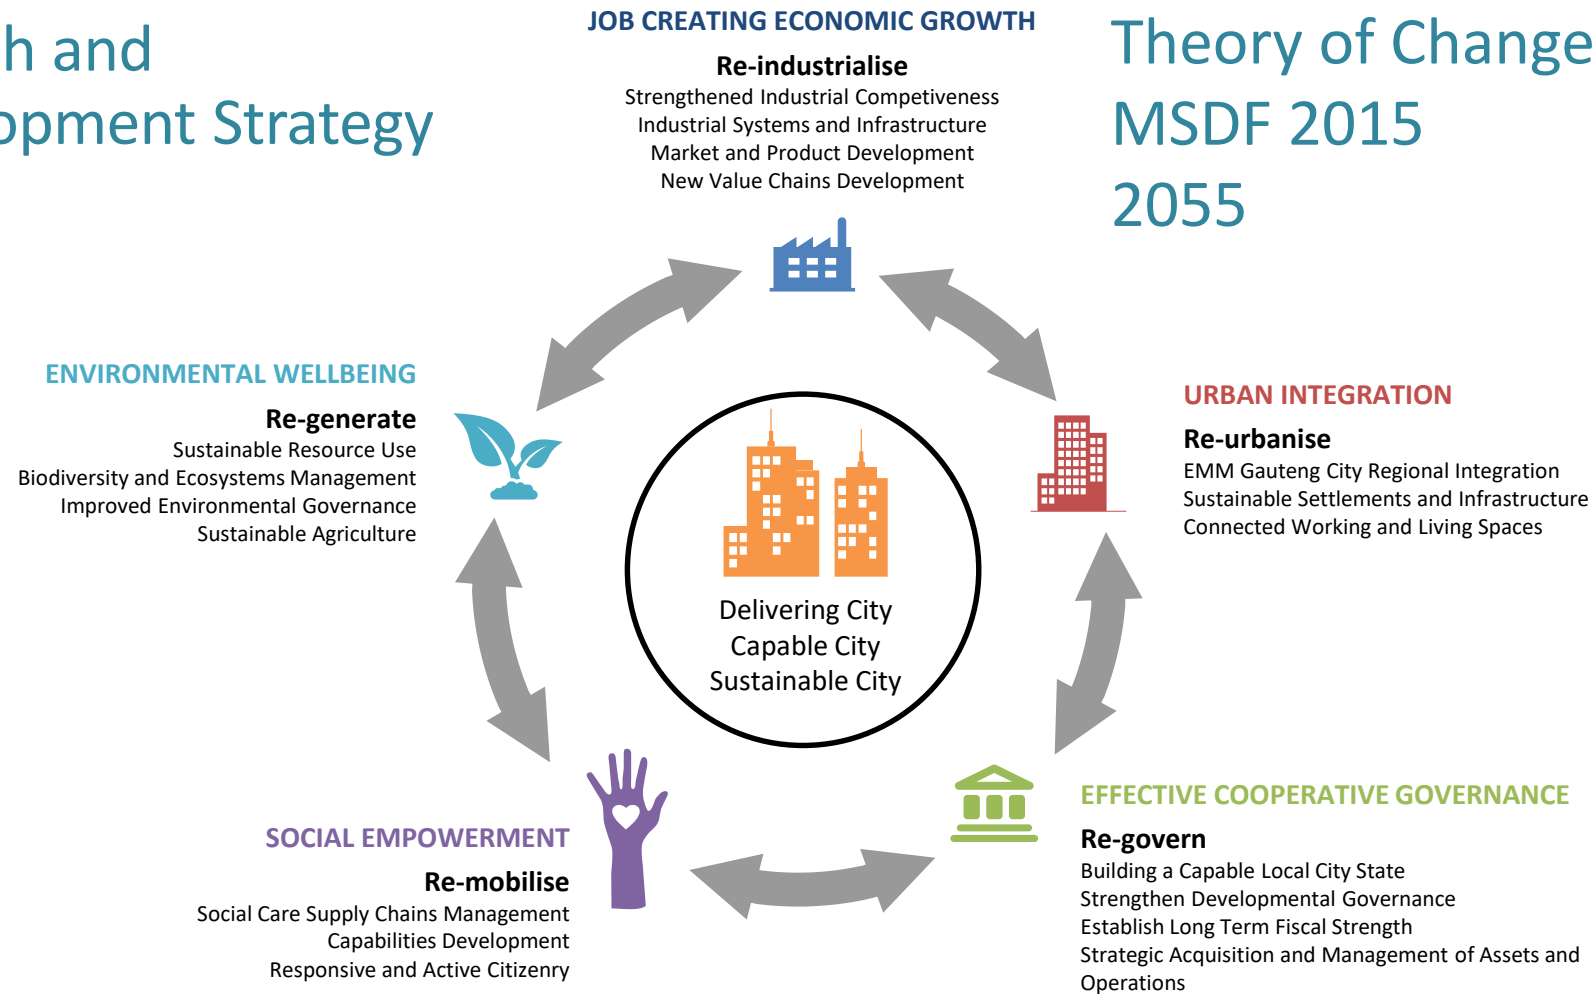 h and
opment Strategy
JOB CREATING ECONOMIC GROWTH
Re-industrialise
Strengthened Industrial Competiveness
Industrial Systems and Infrastructure
Market and Product Development
New Value Chains Development
Theory of Change
MSDF 2015
2055
ENVIRONMENTAL WELLBEING
Re-generate
Sustainable Resource Use
Biodiversity and Ecosystems Management
Improved Environmental Governance
Sustainable Agriculture
URBAN INTEGRATION
Re-urbanise
EMM Gauteng City Regional Integration
Sustainable Settlements and Infrastructure
Connected Working and Living Spaces
Delivering City
Capable City
Sustainable City
SOCIAL EMPOWERMENT
Re-mobilise
Social Care Supply Chains Management
Capabilities Development
Responsive and Active Citizenry
EFFECTIVE COOPERATIVE GOVERNANCE
Re-govern
Building a Capable Local City State
Strengthen Developmental Governance
Establish Long Term Fiscal Strength
Strategic Acquisition and Management of Assets and
Operations